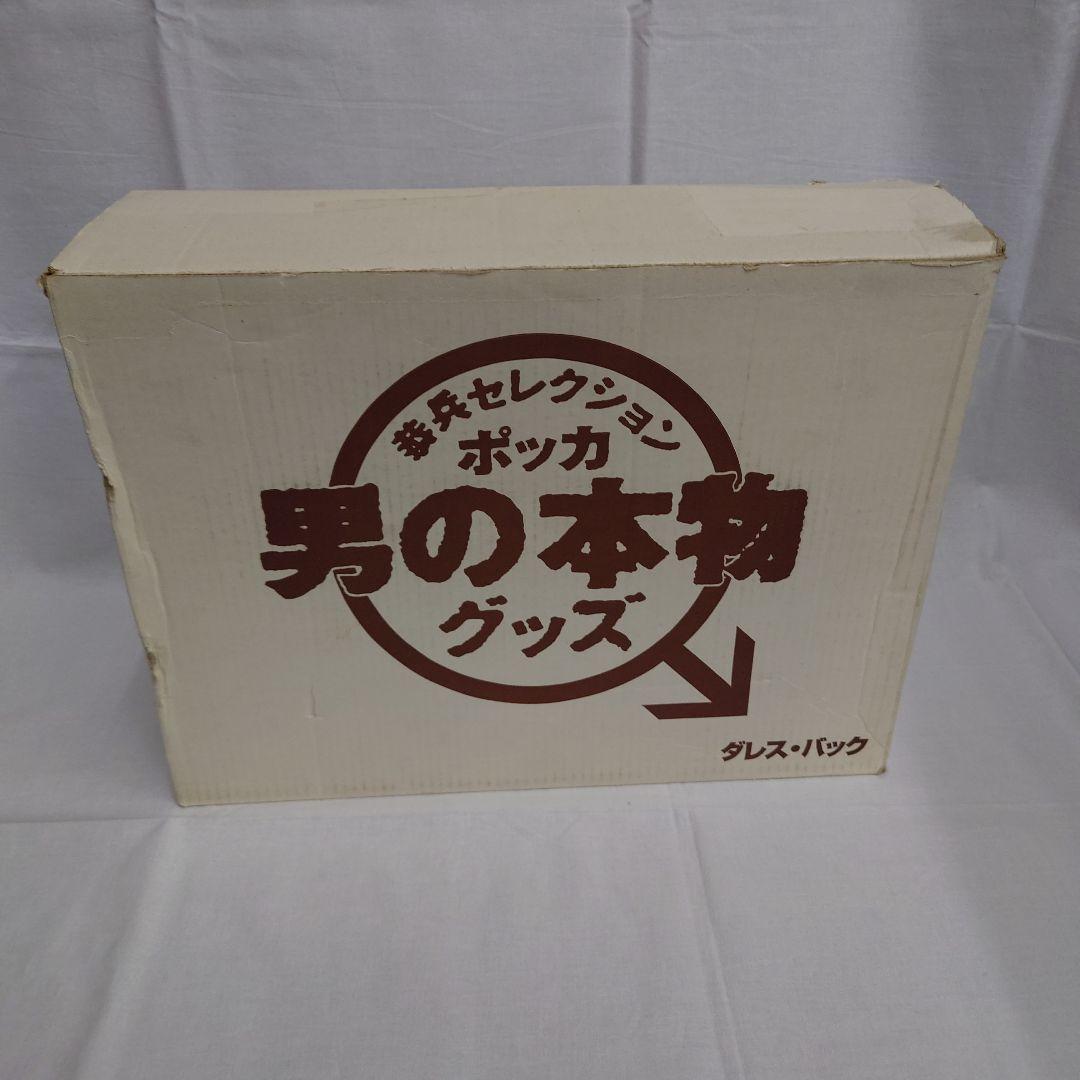 恭兵セレクション
ポッカ
男の本物
グッズ
ダレス・バック